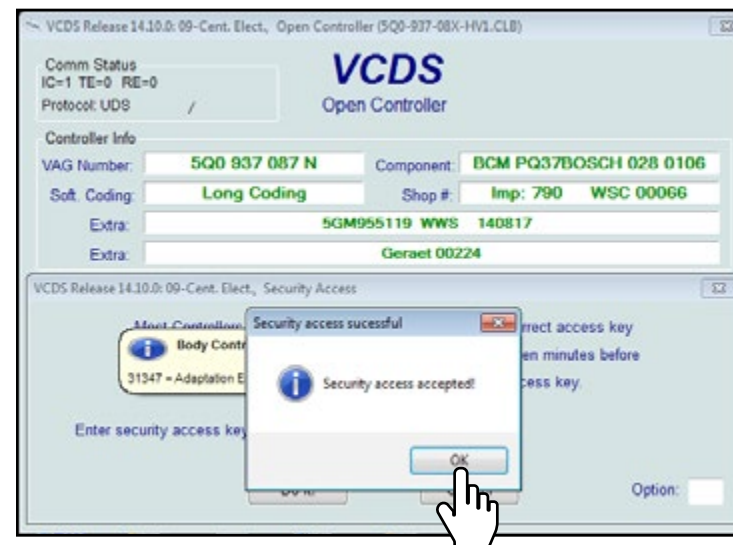 VCDS Release 14.10.0: 09-Cent. Elect., Open Controller (5Q0-937-08X-HV1.CLB)
Comm Status
IC=1 TE=0 RE=0
Protocol: UDS /
VCDS
Open Controller
Controller Info
VAG Number: 5Q0 937 087 N Component: BCM PQ37BOSCH 028 0106
Soft. Coding: Long Coding Shop #: Imp: 790 WSC 00066
Extra: 5GM955119 WWS 140817
Extra: Geraet 00224
VCDS Release 14.10.0: 09-Cent. Elect., Security Access
Most Controllers
Security access sucessful
rrect access key
Body Contr
en minutes before
31347 = Adaptation E
Security access accepted!
cess key.
Enter security access key
OK
Option: